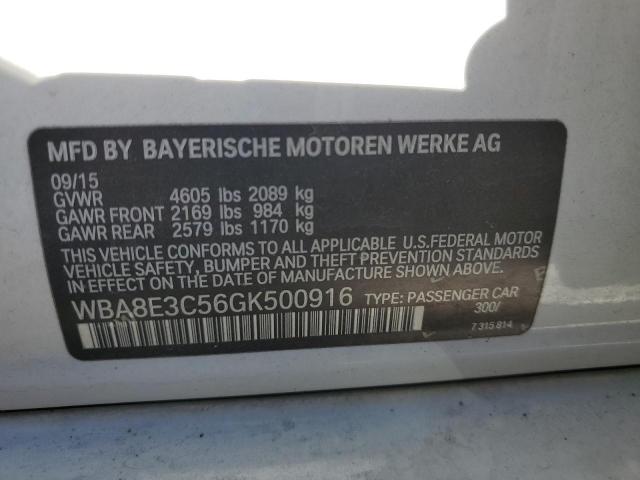 MFD BY BAYERISCHE MOTOREN WERKE AG
09/15
GVWR 4605 lbs 2089 kg
GAWR FRONT 2169 lbs 984 kg
GAWR REAR 2579 lbs 1170 kg
THIS VEHICLE CONFORMS TO ALL APPLICABLE U.S.FEDERAL MOTOR
VEHICLE SAFETY, BUMPER AND THEFT PREVENTION STANDARDS
IN EFFECT ON DATE OF MANUFACTURE SHOWN ABOVE.
WBA8E3C56GK500916 TYPE: PASSENGER CAR
300/
7 315 814